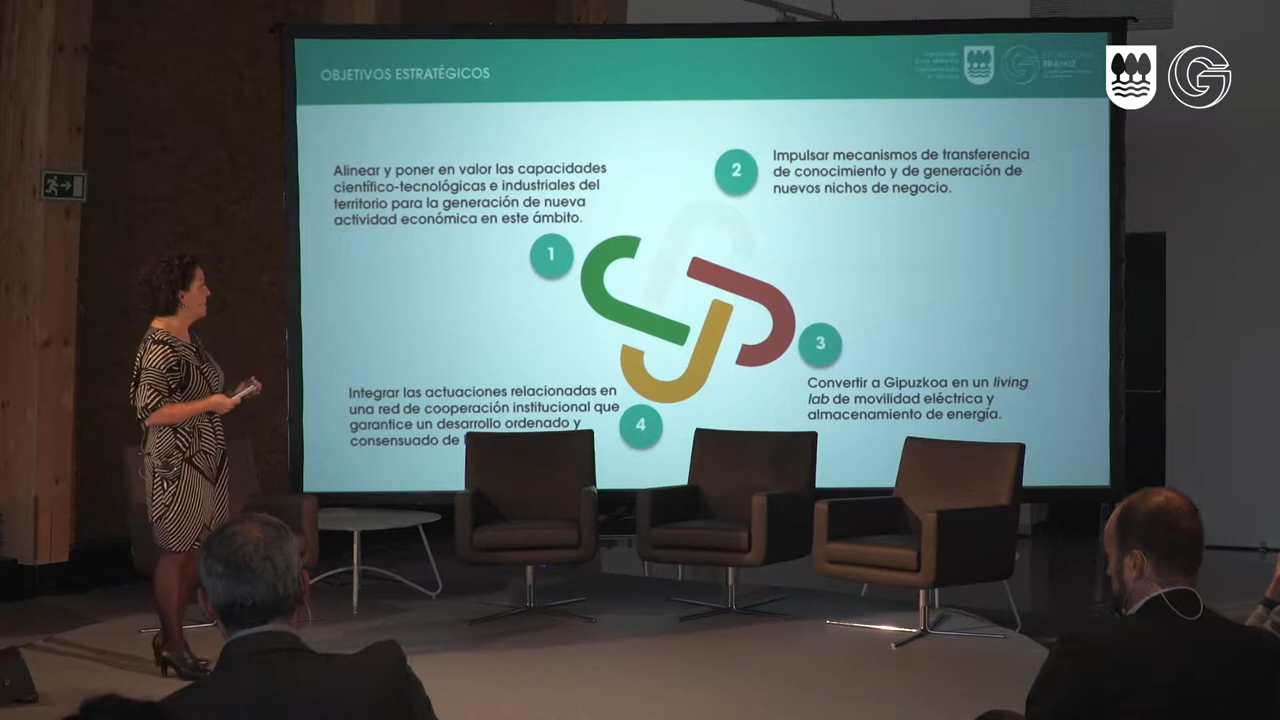 OBJETIVOS ESTRATÉGICOS
Alinear y poner en valor las capacidades
científico-tecnológicas e industriales del
territorio para la generación de nueva
actividad económica en este ámbito.
1
2
Impulsar mecanismos de transferencia
de conocimiento y de generación de
nuevos nichos de negocio.
3
Convertir a Gipuzkoa en un living
lab de movilidad eléctrica y
almacenamiento de energía.
Integrar las actuaciones relacionadas en
una red de cooperación institucional que
garantice un desarrollo ordenado y
consensuado de
4
G